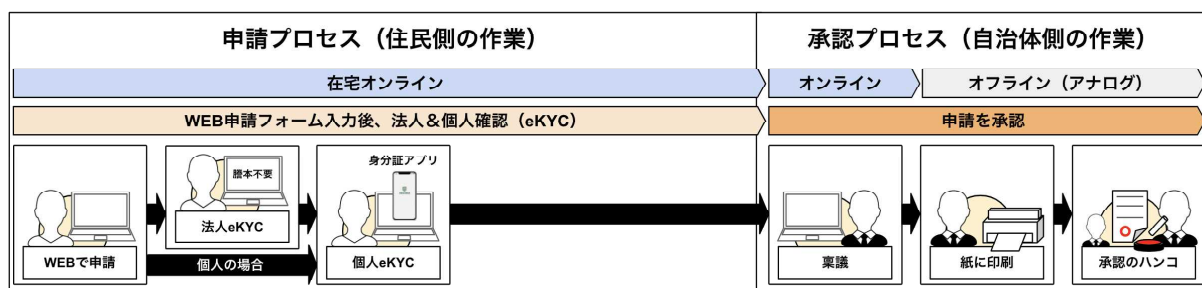 申請プロセス（住民側の作業）
承認プロセス（自治体側の作業）
在宅オンライン
オンライン
オフライン（アナログ）
WEB申請フォーム入力後、法人＆個人確認（eKYC）
申請を承認
謄本不要
身分証アプリ
法人eKYC
WEBで申請
個人の場合
個人eKYC
稟議
紙に印刷
承認のハンコ